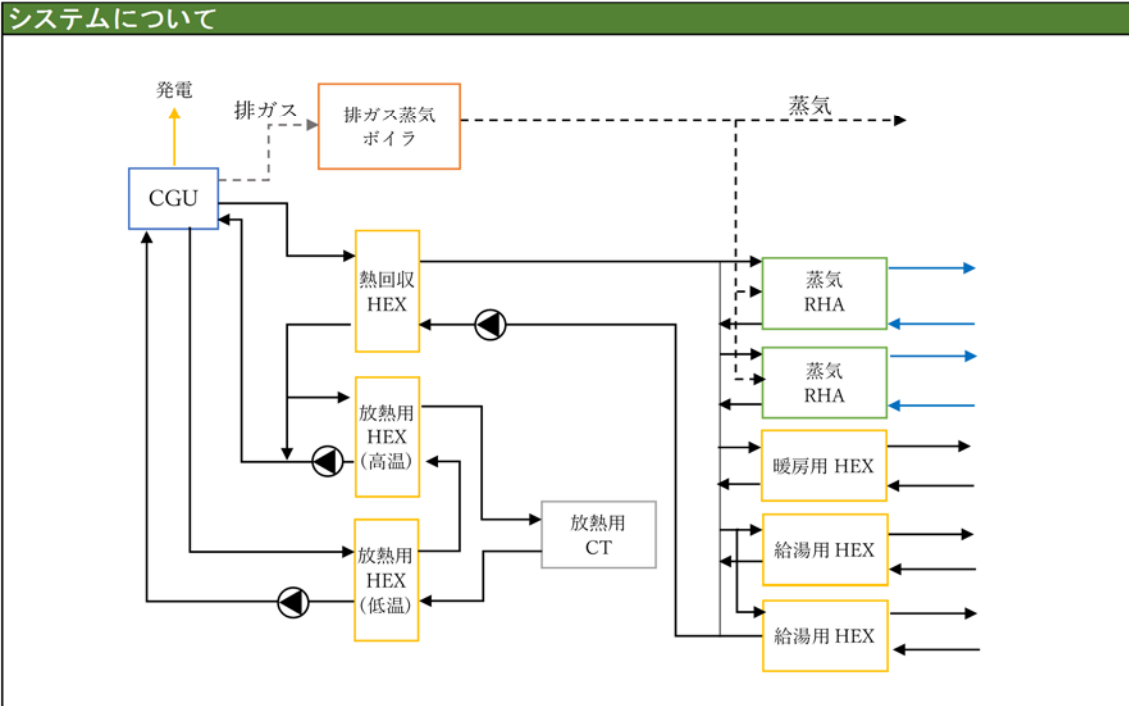 システムについて
発電
排ガス
排ガス蒸気
ボイラ
蒸気
CGU
熱回収
HEX
蒸気
RHA
蒸気
RHA
放熱用
HEX
(高温)
暖房用 HEX
放熱用
CT
給湯用 HEX
放熱用
HEX
(低温)
給湯用 HEX